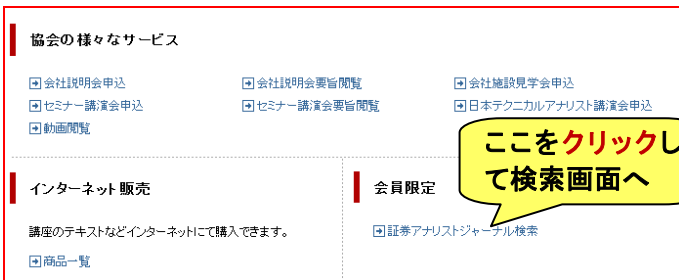 協会の様々なサービス
会社説明会申込 会社説明会要旨閲覧 会社施設見学会申込
セミナー講演会申込 セミナー講演会要旨閲覧 日本テクニカルアナリスト講演会申込
動画閲覧
ここをクリックし
て検索画面へ
インターネット販売
講座のテキストなどインターネットにて購入できます。
商品一覧
会員限定
証券アナリストジャーナル検索